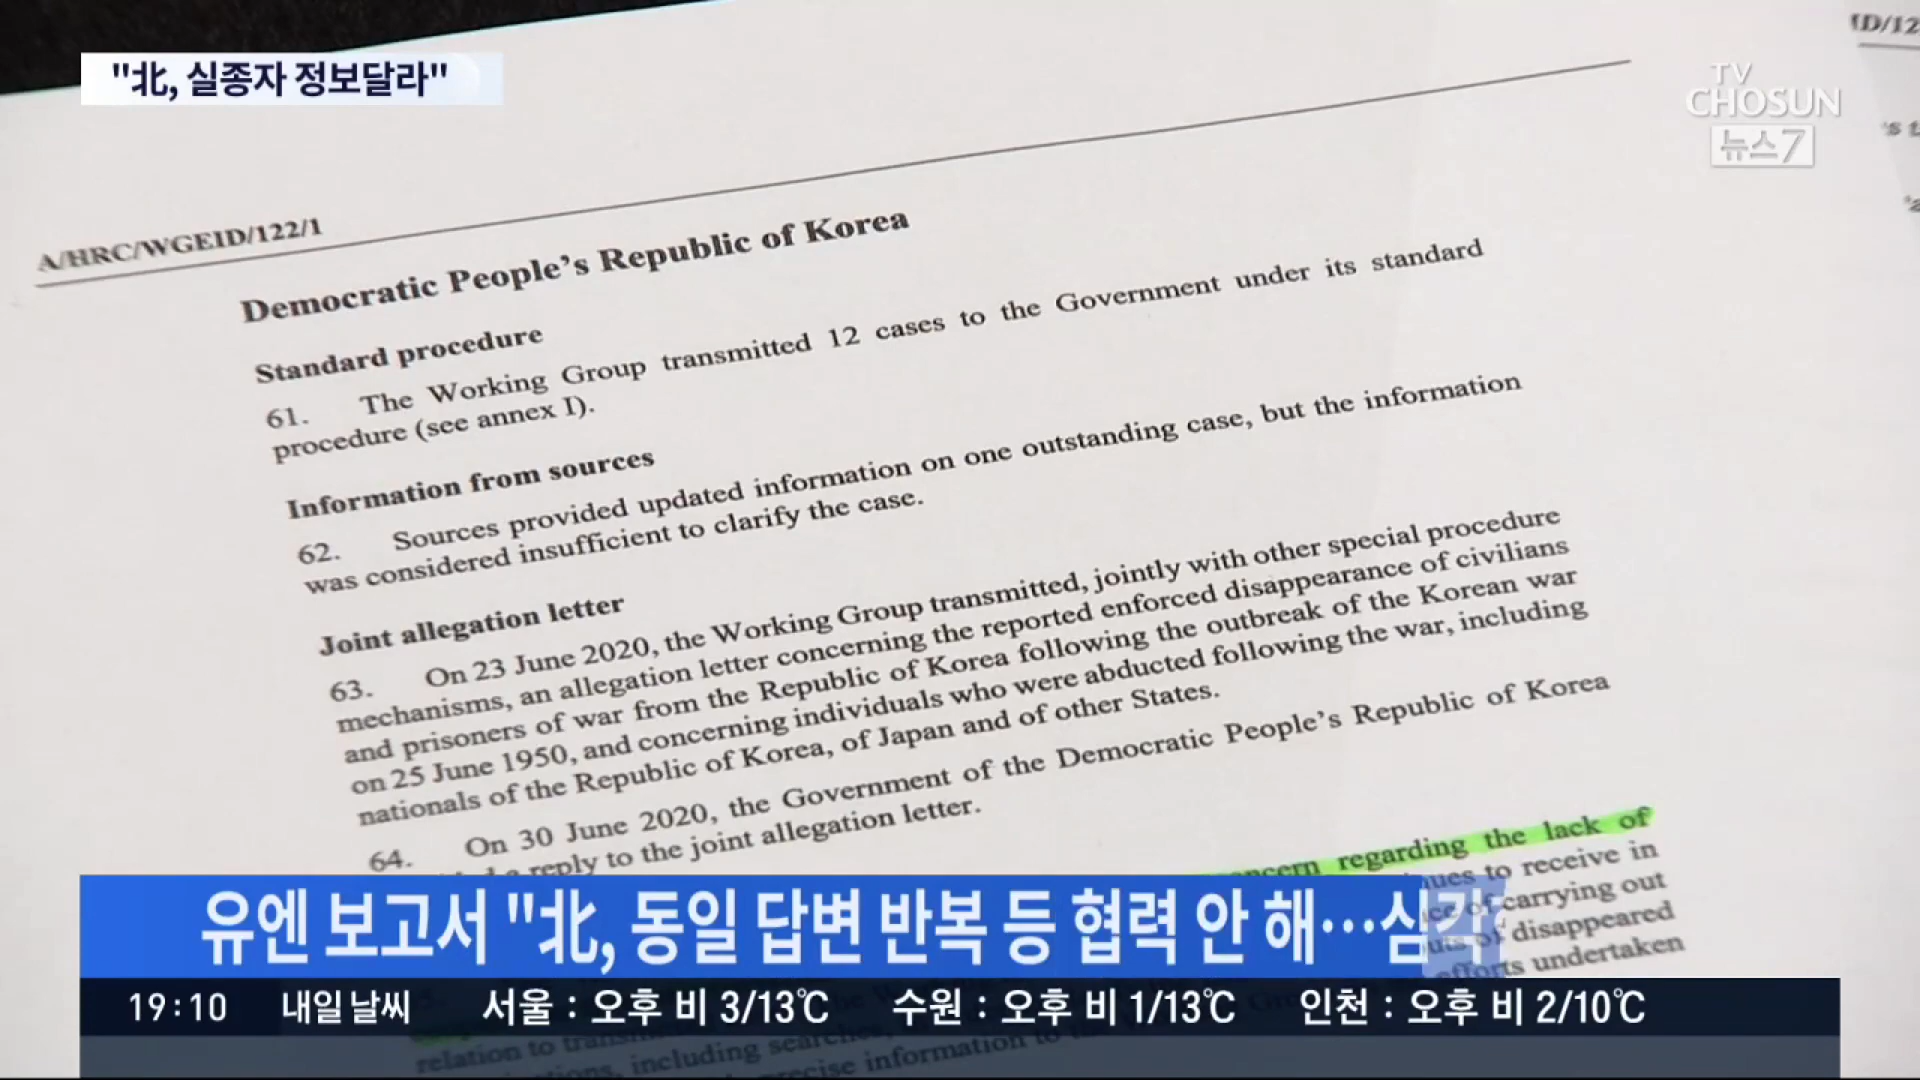 "北, 실종자 정보달라"
TV
CHOSUN
뉴스7
A/HRC/WGEID/122/1
Democratic People's Republic of Korea
Standard procedure
61. The Working Group transmitted 12 cases to the Government under its standard
procedure (see annex I).
Information from sources
62. Sources provided updated information on one outstanding case, but the information
was considered insufficient to clarify the case.
Joint allegation letter
63. On 23 June 2020, the Working Group transmitted, jointly with other special procedure
mechanisms, an allegation letter concerning the reported enforced disappearance of civilians
and prisoners of war from the Republic of Korea following the outbreak of the Korean war
on 25 June 1950, and concerning individuals who were abducted following the war, including
nationals of the Republic of Korea, of Japan and of other States.
64. On 30 June 2020, the Government of the Democratic People's Republic of Korea
a reply to the joint allegation letter.
regarding the lack of
to receive in
of carrying out
of disappeared
efforts undertaken
유엔 보고서 "北, 동일 답변 반복 등 협력 안 해…심각
19:10 내일 날씨 서울 : 오후 비 3/13℃ 수원 : 오후 비 1/13℃ 인천 : 오후 비 2/10℃
relation to
including
information to